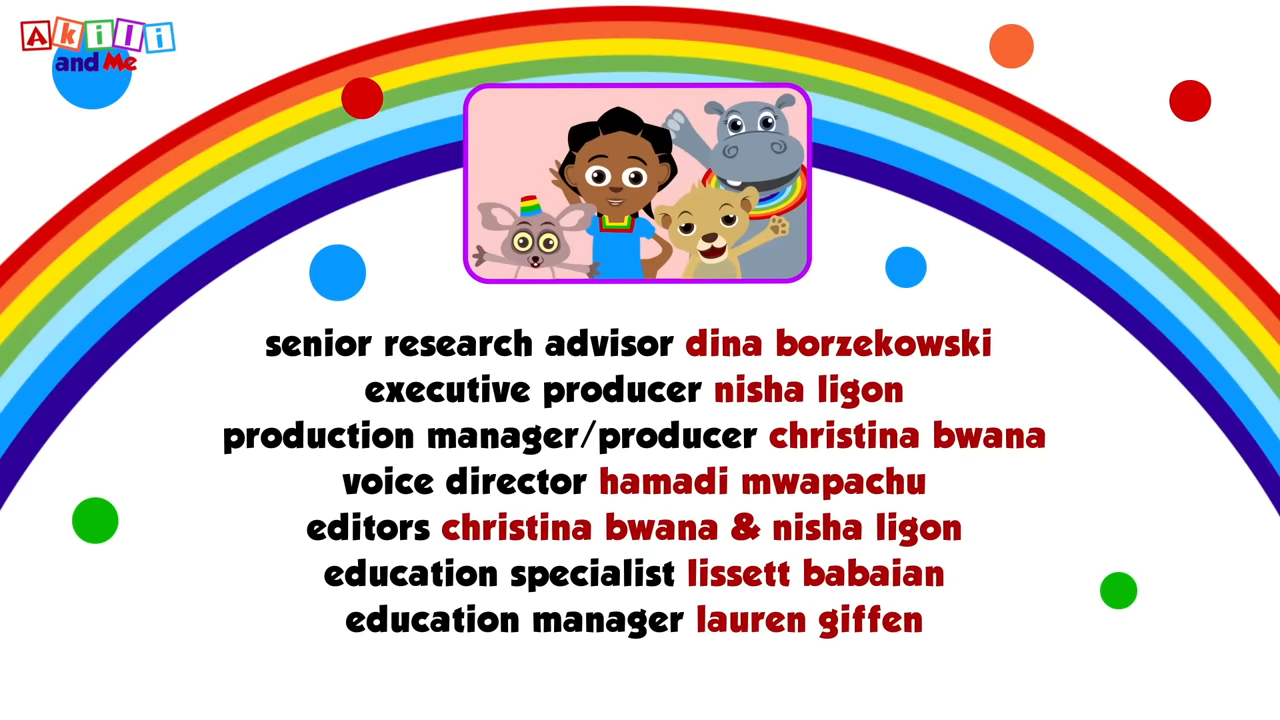 Akili
and Me
senior research advisor dina borzekowski
executive producer nisha ligon
production manager/producer christina bwana
voice director hamadi mwapachu
editors christina bwana & nisha ligon
education specialist lissett babaian
education manager lauren giffen